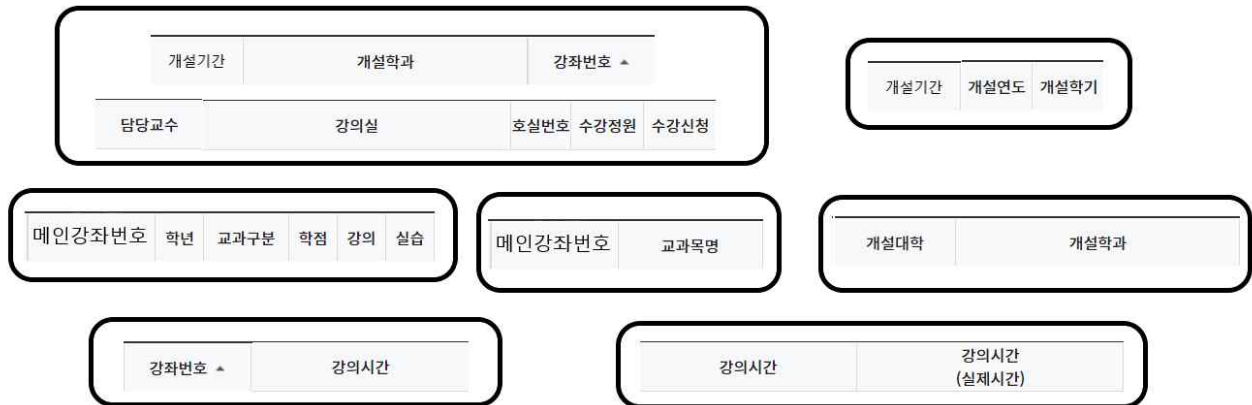 개설기간 개설학과 강좌번호 ▲
담당교수 강의실 호실번호 수강정원 수강신청
개설기간 개설연도 개설학기
메인강좌번호 학년 교과구분 학점 강의 실습
메인강좌번호 교과목명
개설대학 개설학과
강좌번호 ▲ 강의시간
강의시간 강의시간
(실제시간)